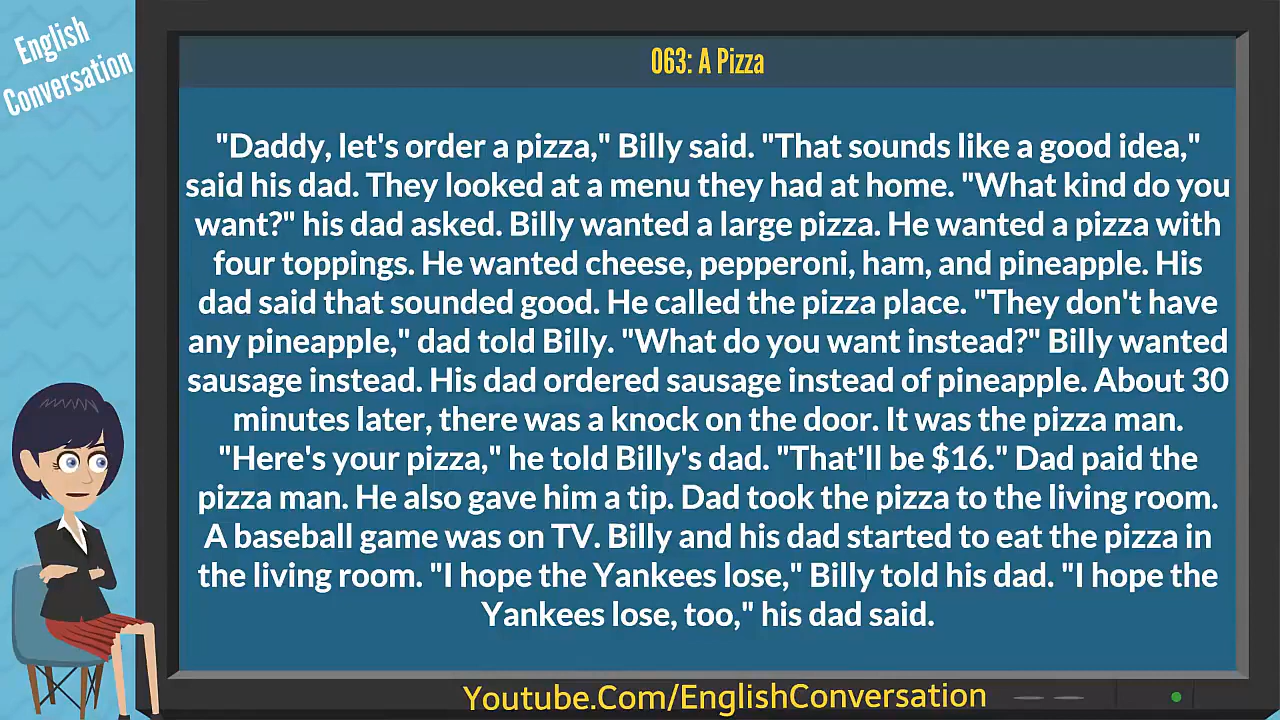 English
Conversation
063: A Pizza
"Daddy, let's order a pizza," Billy said. "That sounds like a good idea,"
said his dad. They looked at a menu they had at home. "What kind do you
want?" his dad asked. Billy wanted a large pizza. He wanted a pizza with
four toppings. He wanted cheese, pepperoni, ham, and pineapple. His
dad said that sounded good. He called the pizza place. "They don't have
any pineapple," dad told Billy. "What do you want instead?" Billy wanted
sausage instead. His dad ordered sausage instead of pineapple. About 30
minutes later, there was a knock on the door. It was the pizza man.
"Here's your pizza," he told Billy's dad. "That'll be $16." Dad paid the
pizza man. He also gave him a tip. Dad took the pizza to the living room.
A baseball game was on TV. Billy and his dad started to eat the pizza in
the living room. "I hope the Yankees lose," Billy told his dad. "I hope the
Yankees lose, too," his dad said.
Youtube.Com/EnglishConversation